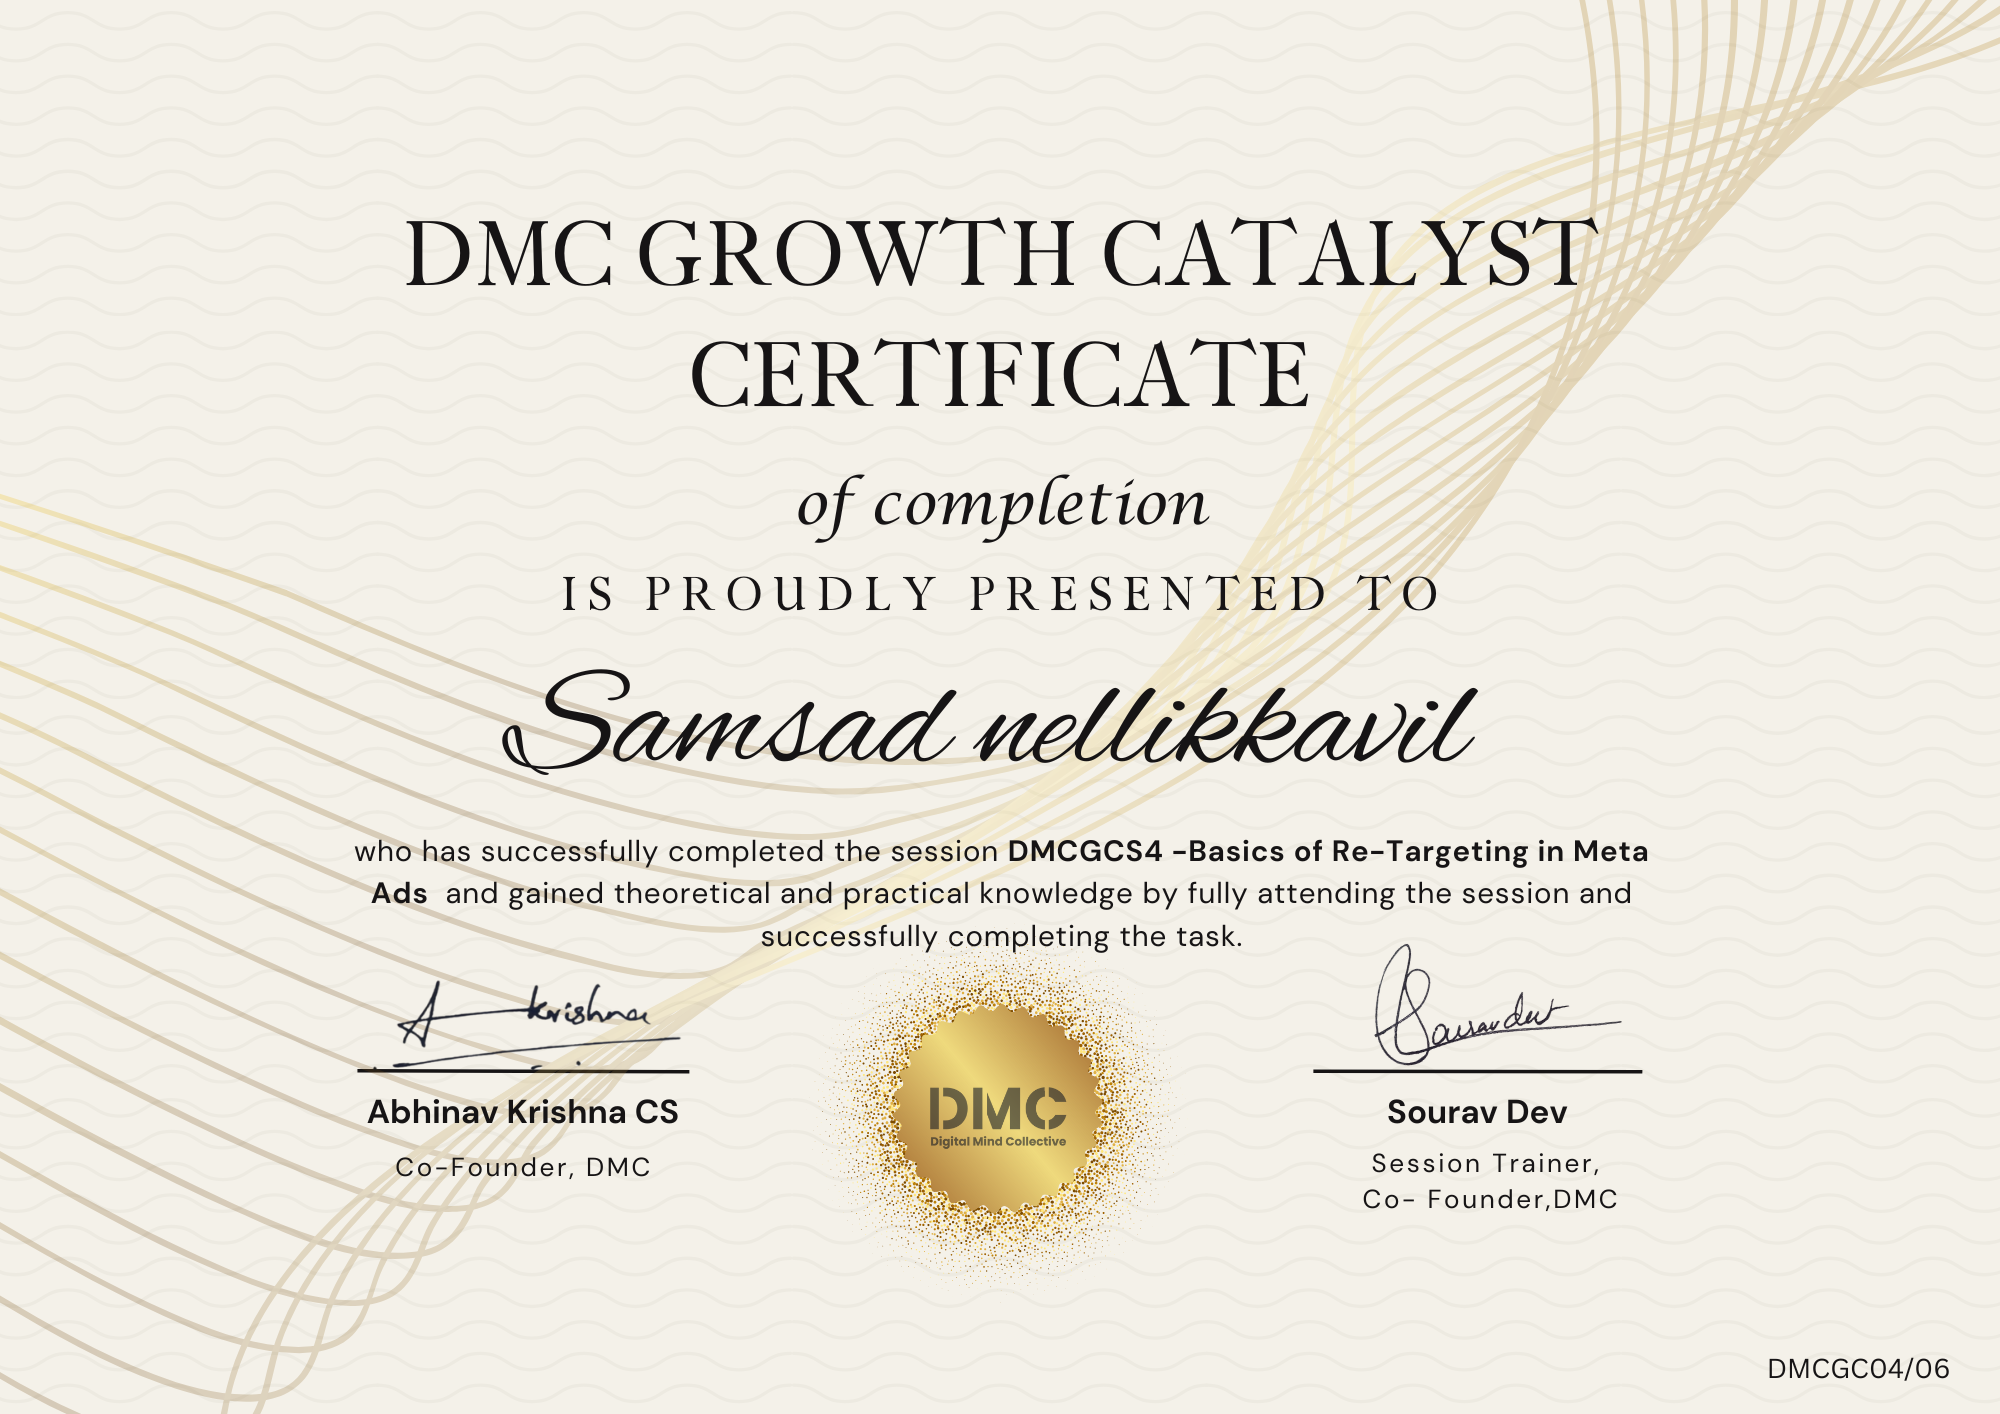 DMC GROWTH CATALYST
CERTIFICATE
of completion
IS PROUDLY PRESENTED TO
Samsad nellikkavil
who has successfully completed the session DMCGCS4 -Basics of Re-Targeting in Meta
Ads and gained theoretical and practical knowledge by fully attending the session and
successfully completing the task.
A krishna
Souravdev
Abhinav Krishna CS
Co-Founder, DMC
DMC
Digital Mind Collective
Sourav Dev
Session Trainer,
Co- Founder,DMC
DMCGC04/06